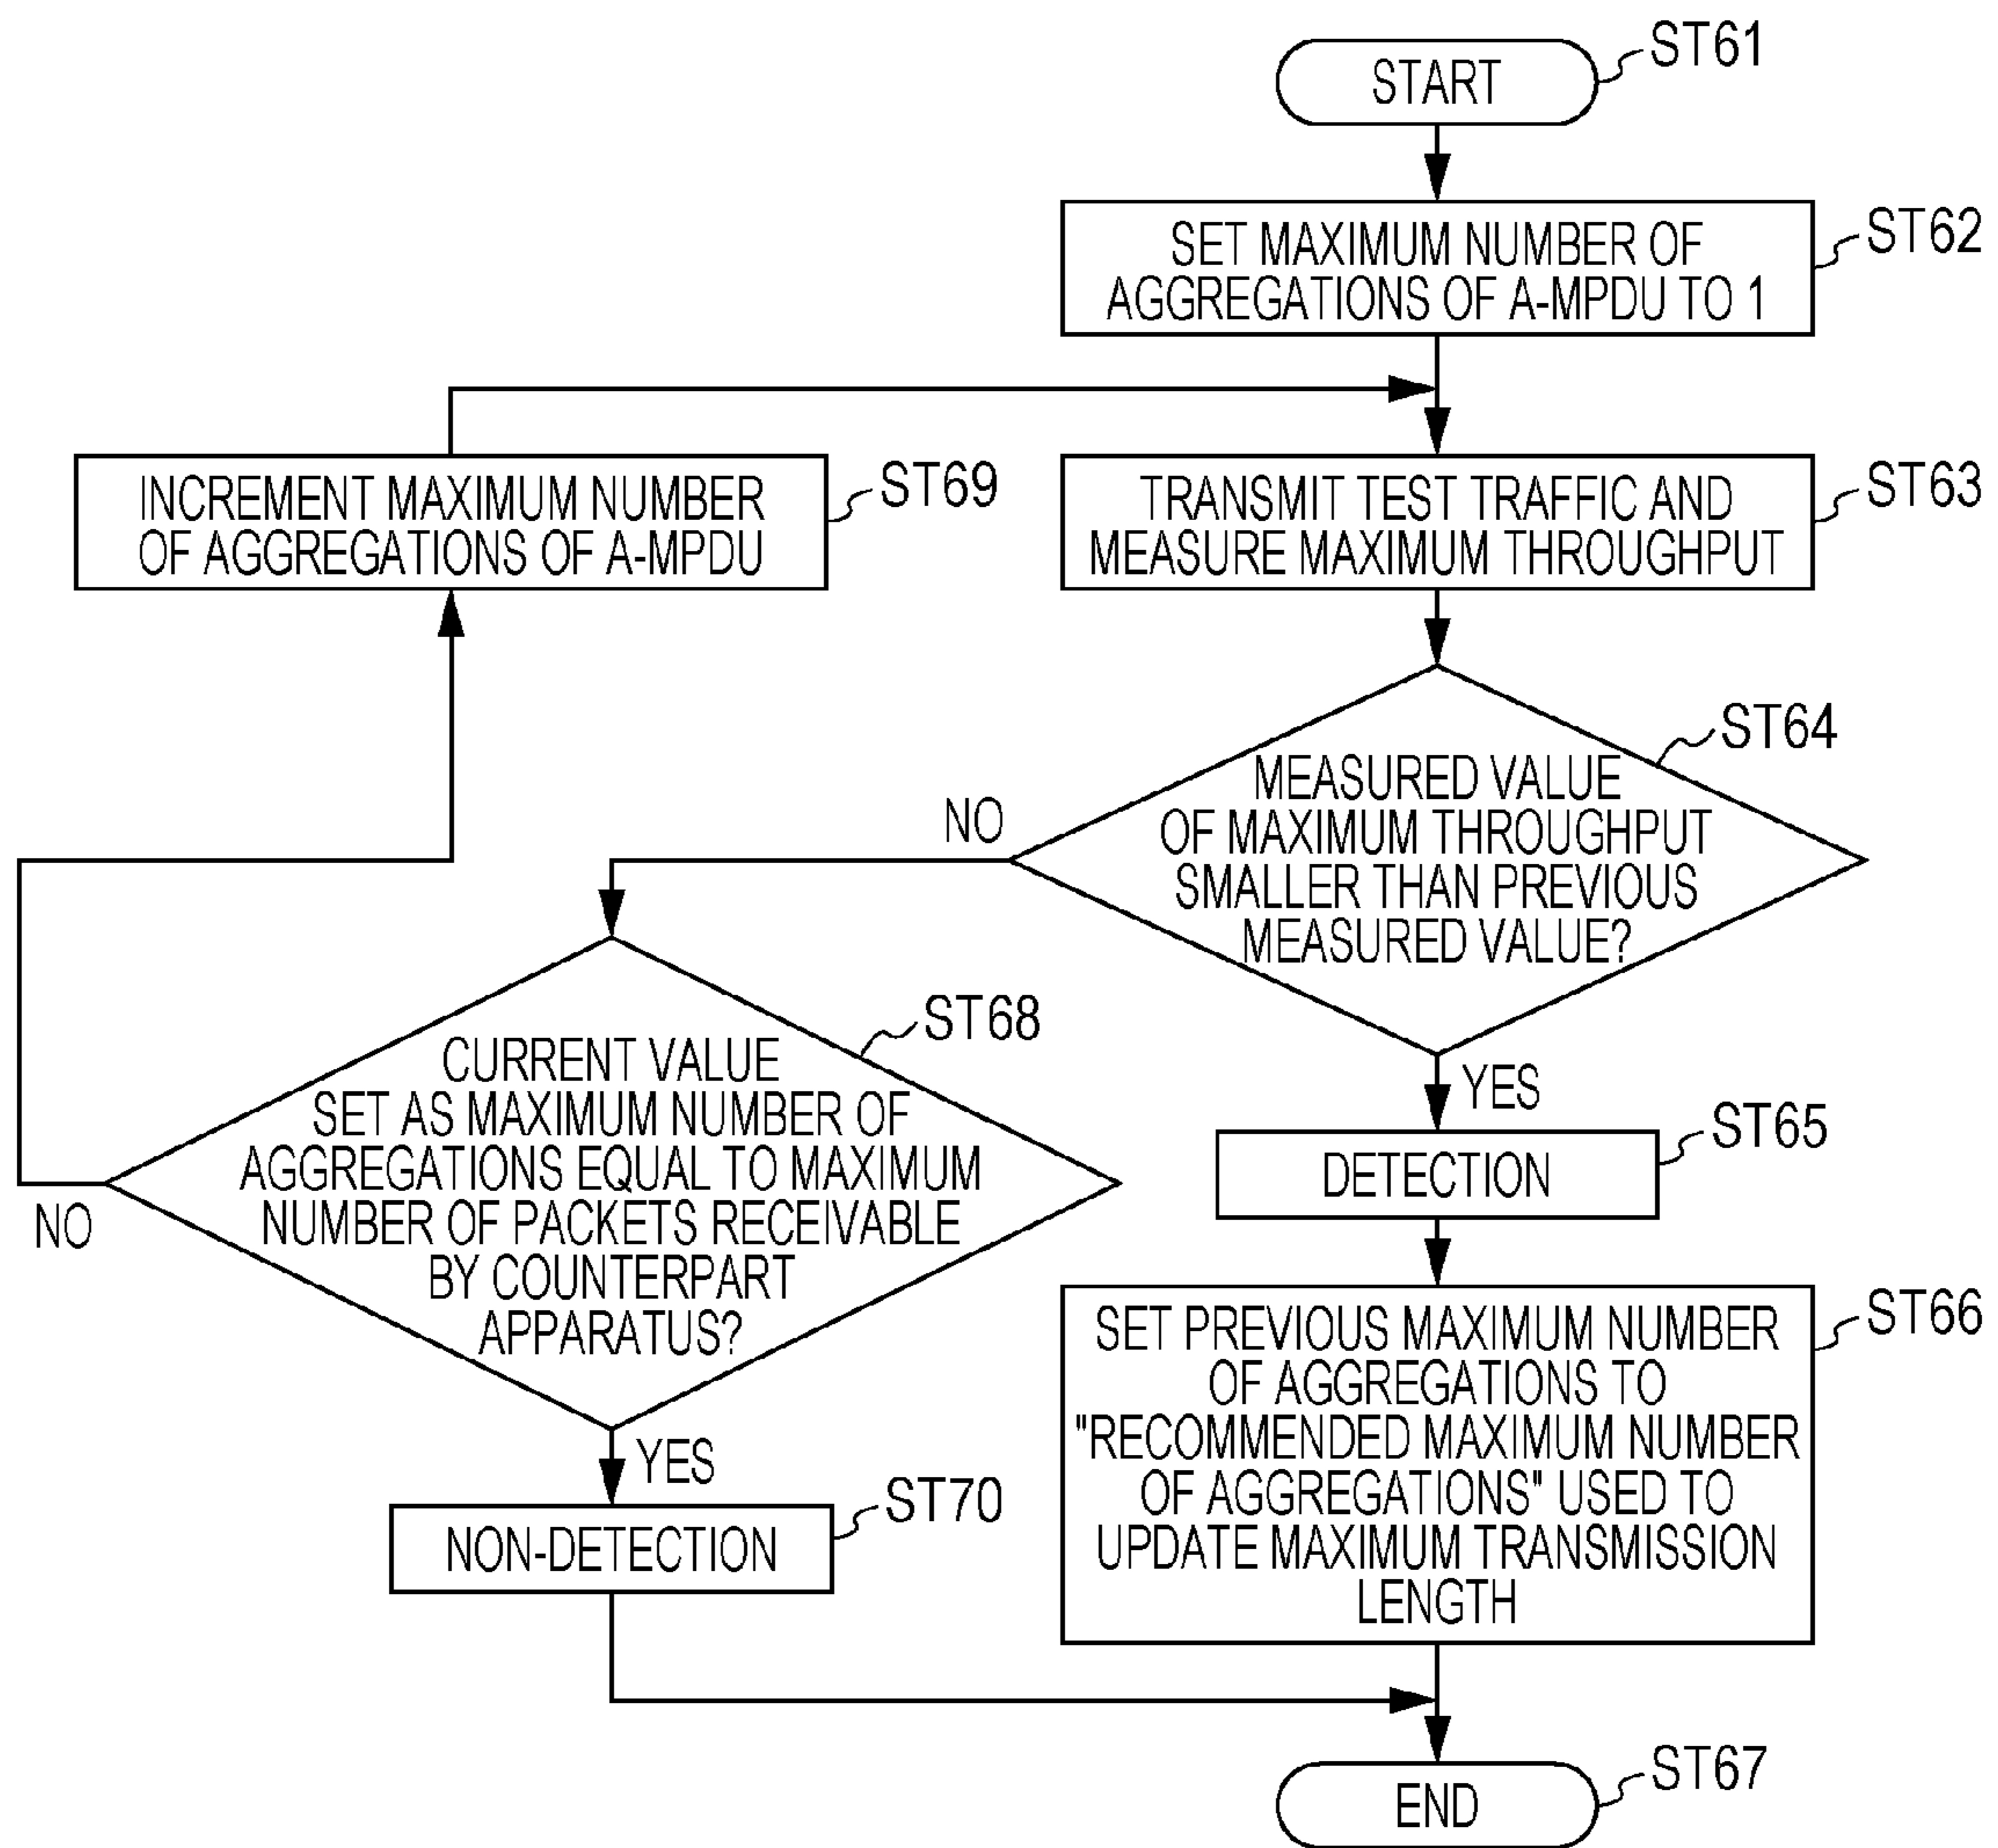 START
ST61
SET MAXIMUM NUMBER OF
AGGREGATIONS OF A-MPDU TO 1
ST62
INCREMENT MAXIMUM NUMBER
OF AGGREGATIONS OF A-MPDU
ST69
TRANSMIT TEST TRAFFIC AND
MEASURE MAXIMUM THROUGHPUT
ST63
ST64
MEASURED VALUE
OF MAXIMUM THROUGHPUT
SMALLER THAN PREVIOUS
MEASURED VALUE?
NO
YES
ST68
CURRENT VALUE
SET AS MAXIMUM NUMBER OF
AGGREGATIONS EQUAL TO MAXIMUM
NUMBER OF PACKETS RECEIVABLE
BY COUNTERPART
APPARATUS?
NO
YES
DETECTION
ST65
SET PREVIOUS MAXIMUM NUMBER
OF AGGREGATIONS TO
"RECOMMENDED MAXIMUM NUMBER
OF AGGREGATIONS" USED TO
UPDATE MAXIMUM TRANSMISSION
LENGTH
ST66
NON-DETECTION
ST70
END
ST67